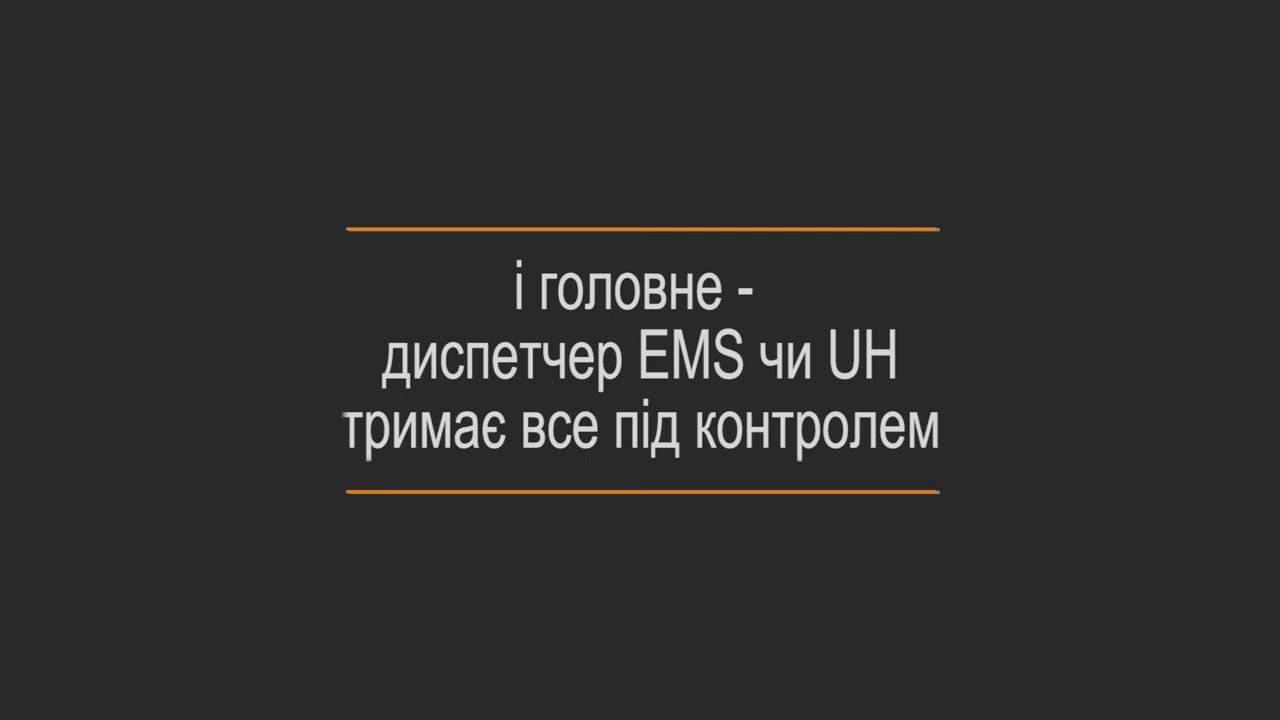 і головне -
диспетчер EMS чи UH
тримає все під контролем